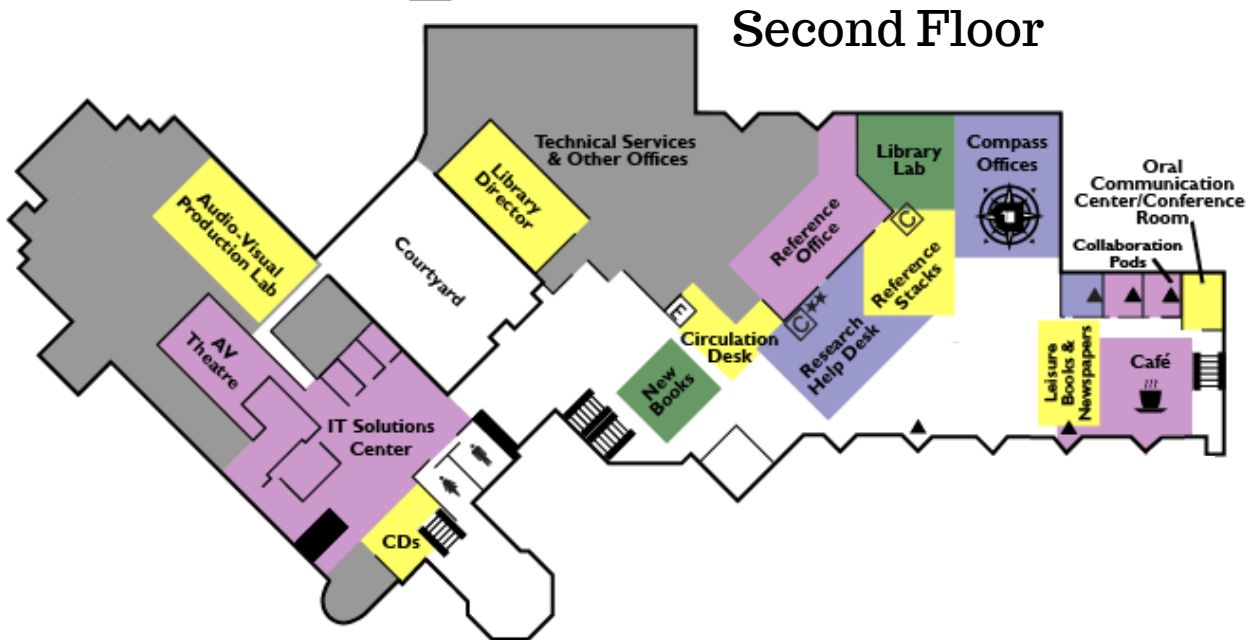 Second Floor
Technical Services
& Other Offices
Library
Director
Library
Lab
Compass
Offices
Oral
Communication
Center/Conference
Room
Collaboration
Pods
Audio-Visual
Production Lab
Courtyard
Reference
Office
Reference
Stacks
C
E
C
Circulation
Desk
Research
Help Desk
New
Books
Leisure
Books &
Newspapers
Café
AV
Theatre
IT Solutions
Center
CDs